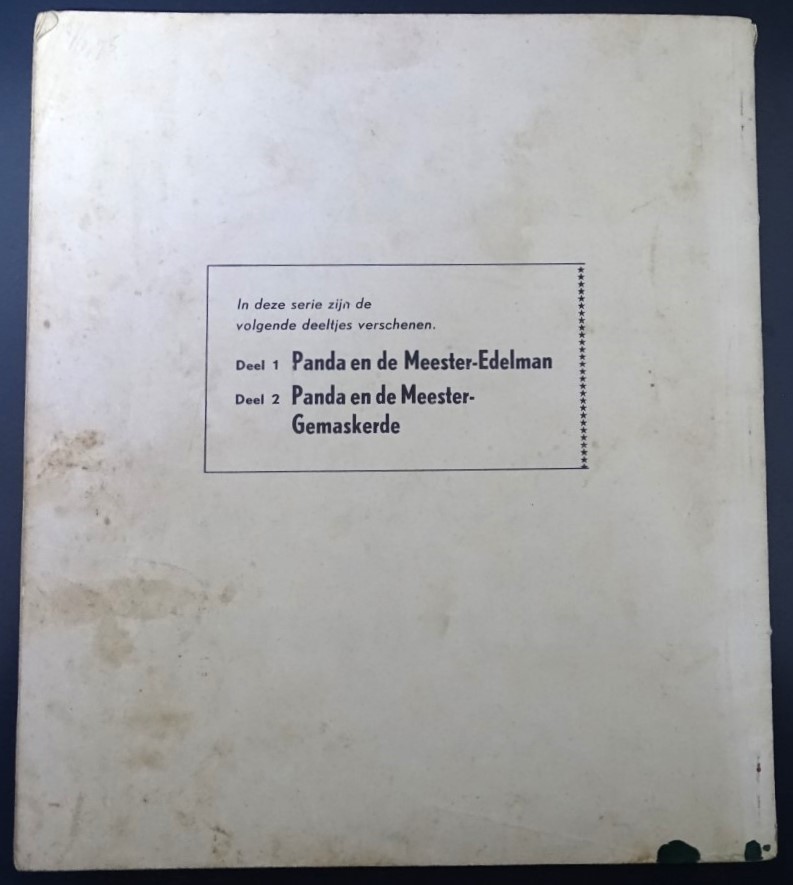 In deze serie zijn de
volgende deeltjes verschenen.
Deel 1 Panda en de Meester-Edelman
Deel 2 Panda en de Meester-
Gemaskerde